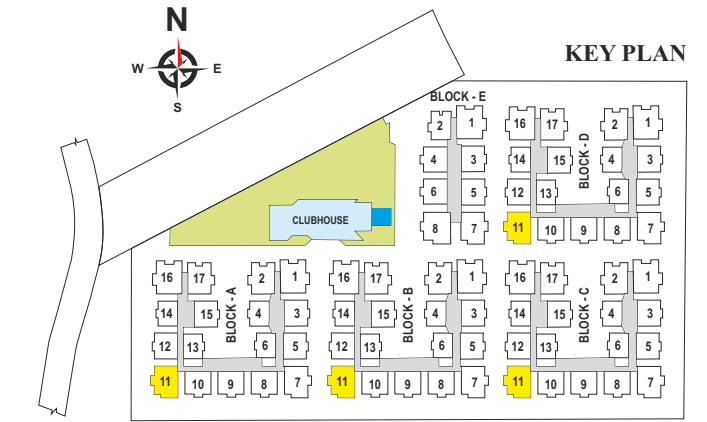 N
W E
S
KEY PLAN
BLOCK - E
2 1
4 3
6 5
8 7
16 17 2 1
14 15 BLOCK - D 4 3
12 13 6 5
11 10 9 8 7
CLUBHOUSE
16 17 2 1
14 15 BLOCK - A 4 3
12 13 6 5
11 10 9 8 7
16 17 2 1
14 15 BLOCK - B 4 3
12 13 6 5
11 10 9 8 7
16 17 2 1
14 15 BLOCK - C 4 3
12 13 6 5
11 10 9 8 7